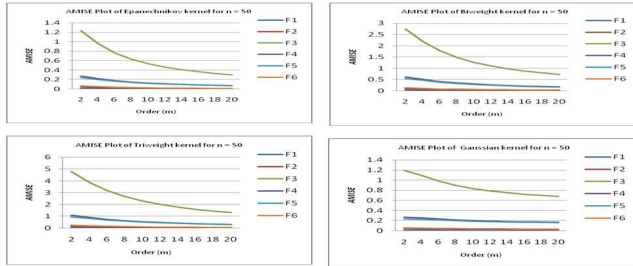 AMISE Plot of Epanechnikov kernel for n = 50
AMISE
1.4
1.2
1
0.8
0.6
0.4
0.2
0
2 4 6 8 10 12 14 16 18 20
Order (m)
F1
F2
F3
F4
F5
F6
AMISE Plot of Biweight kernel for n = 50
AMISE
3
2.5
2
1.5
1
0.5
0
2 4 6 8 10 12 14 16 18 20
Order (m)
F1
F2
F3
F4
F5
F6
AMISE Plot of Triweight kernel for n = 50
AMISE
6
5
4
3
2
1
0
2 4 6 8 10 12 14 16 18 20
Order (m)
F1
F2
F3
F4
F5
F6
AMISE Plot of Gaussian kernel for n = 50
AMISE
1.4
1.2
1
0.8
0.6
0.4
0.2
0
2 4 6 8 10 12 14 16 18 20
Order (m)
F1
F2
F3
F4
F5
F6